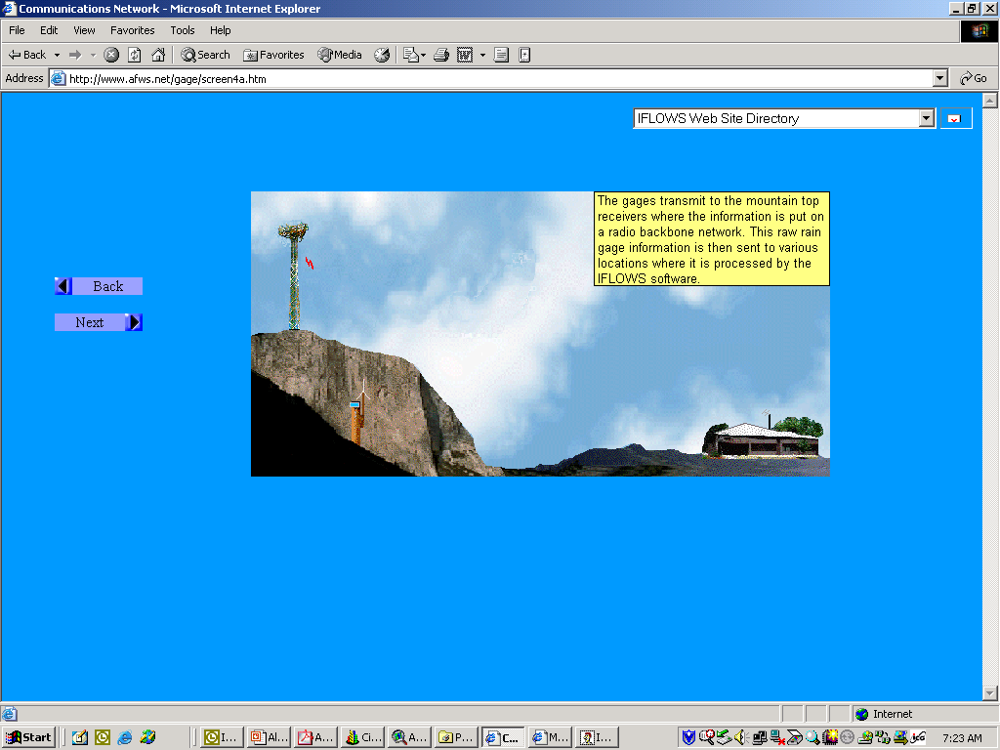 Communications Network - Microsoft Internet Explorer
File Edit View Favorites Tools Help
Back Search Favorites Media
Address http://www.afws.net/gage/screen4a.htm Go
IFLOWS Web Site Directory
The gages transmit to the mountain top
receivers where the information is put on
a radio backbone network. This raw rain
gage information is then sent to various
locations where it is processed by the
IFLOWS software.
Back
Next
Internet
Start I... Al... A... Ci... A... P... C... M... I... 7:23 AM